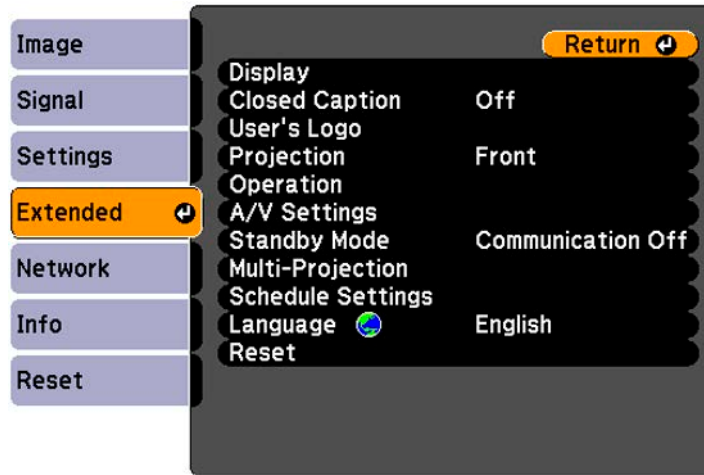 Image
Signal
Settings
Extended
Network
Info
Reset
Return
Display
Closed Caption Off
User's Logo
Projection Front
Operation
A/V Settings
Standby Mode Communication Off
Multi-Projection
Schedule Settings
Language English
Reset